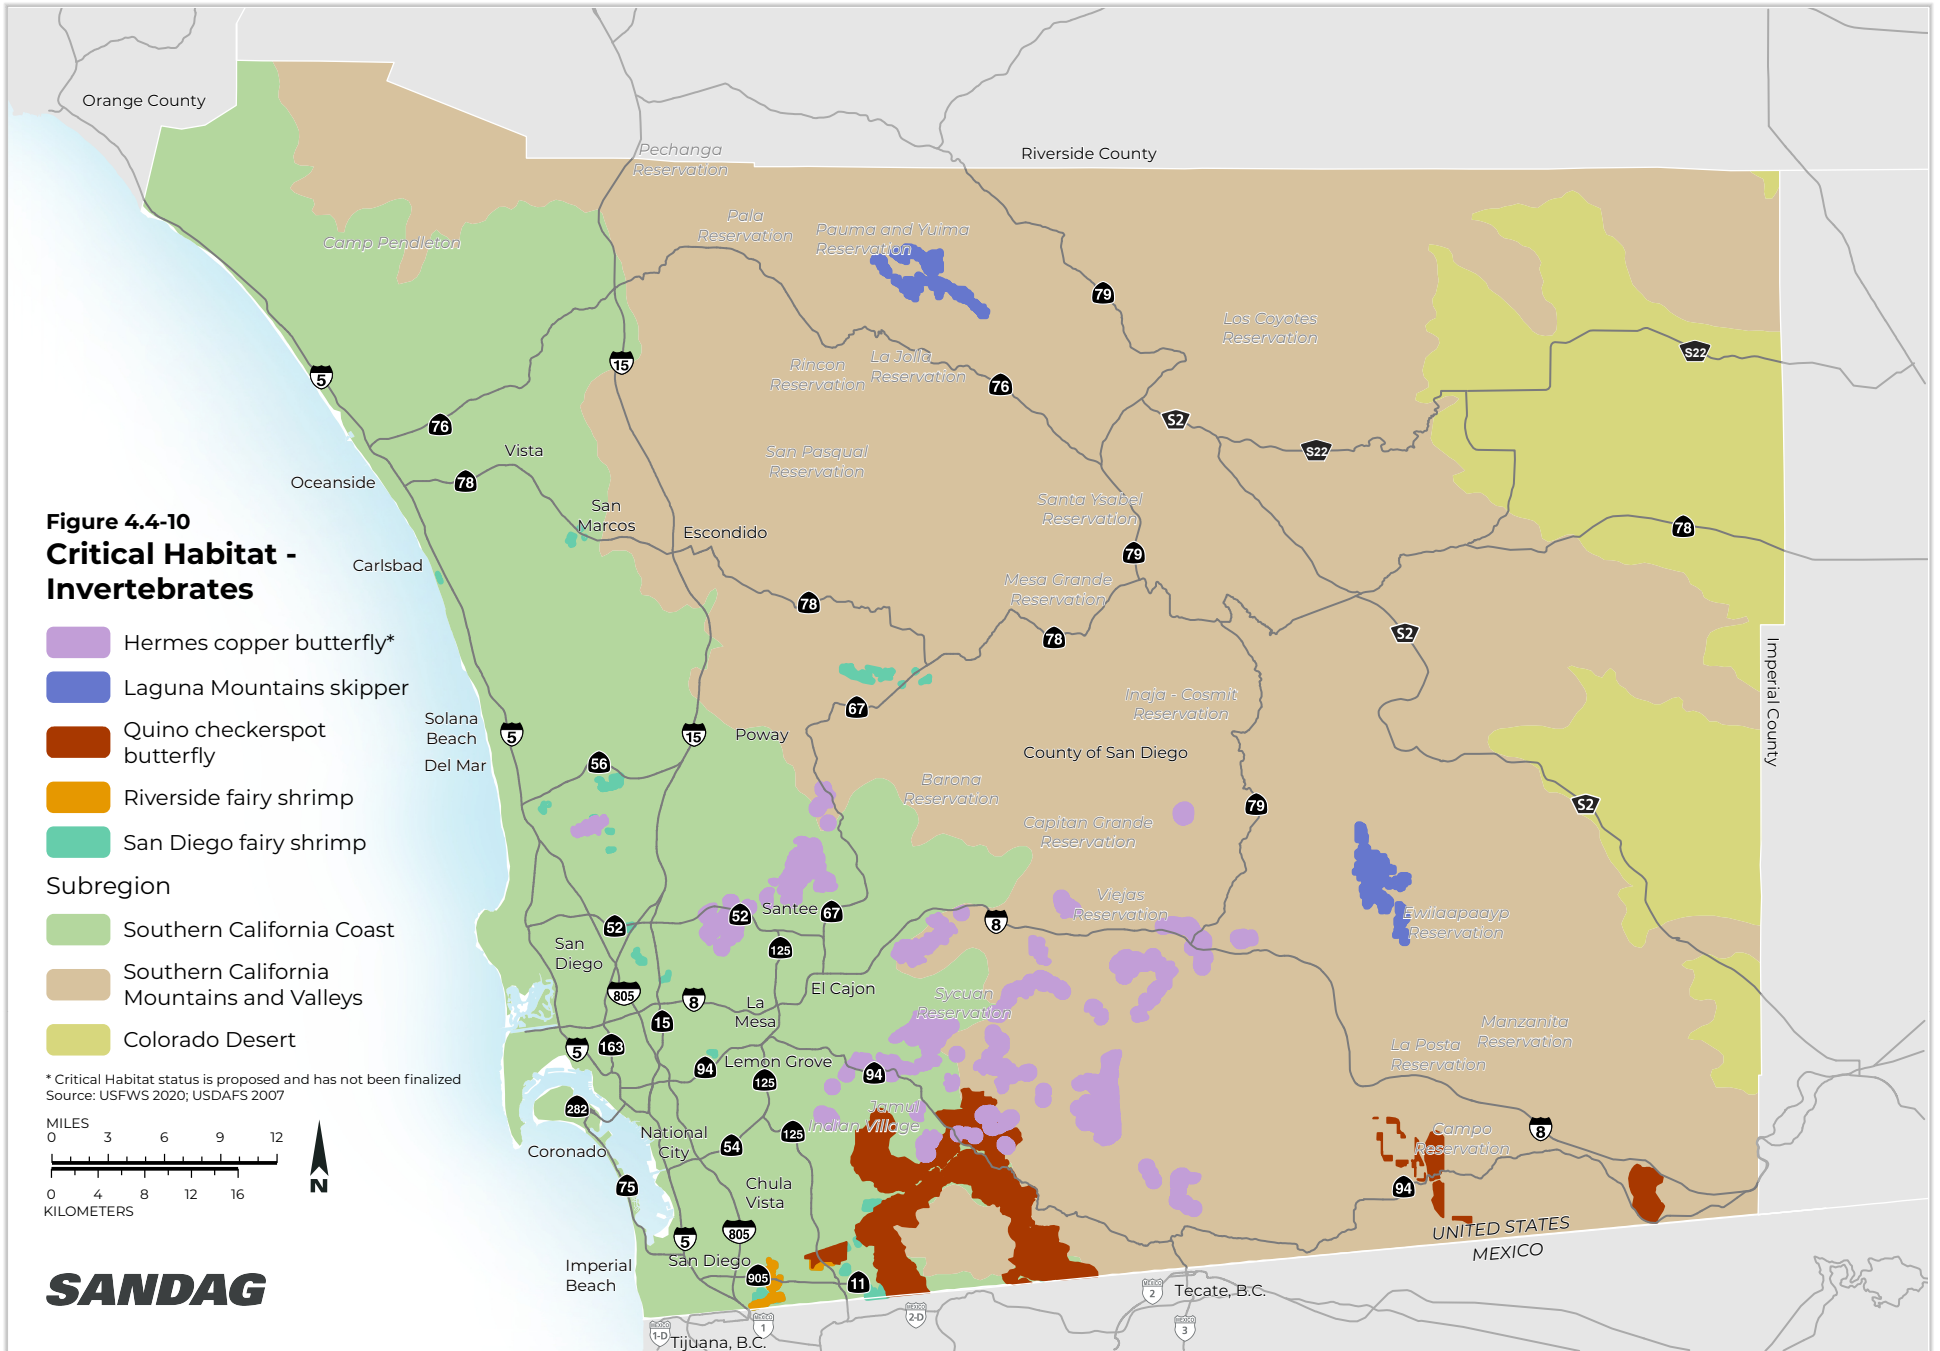 Orange County
Riverside County
Pechanga
Reservation
Pala
Reservation
Pauma and Yuima
Reservation
Camp Pendleton
79
Los Coyotes
Reservation
S22
5
15
Rincon
Reservation
La Jolla
Reservation
76
76
S2
S22
Vista
San Pasqual
Reservation
Oceanside
78
San
Marcos
Santa Ysabel
Reservation
78
Escondido
79
Carlsbad
Mesa Grande
Reservation
78
78
S2
Imperial County
Inaja - Cosmit
Reservation
67
Solana
Beach
5
15
Poway
County of San Diego
Del Mar
56
Barona
Reservation
79
S2
Capitan Grande
Reservation
Viejas
Reservation
Ewiiaapaayp
Reservation
52
52
Santee
67
8
125
San
Diego
El Cajon
805
8
La
Mesa
Sycuan
Reservation
15
5
163
Manzanita
Reservation
La Posta
Reservation
94
Lemon Grove
125
94
282
Jamul
Indian Village
Coronado
National
City
54
125
Campo
Reservation
8
75
Chula
Vista
94
5
805
San Diego
Imperial
Beach
905
11
UNITED STATES
MEXICO
MEXICO
2
Tecate, B.C.
MEXICO
2-D
MEXICO
1
MEXICO
1-D
MEXICO
3
Tijuana, B.C.
Figure 4.4-10
Critical Habitat -
Invertebrates
Hermes copper butterfly*
Laguna Mountains skipper
Quino checkerspot
butterfly
Riverside fairy shrimp
San Diego fairy shrimp
Subregion
Southern California Coast
Southern California
Mountains and Valleys
Colorado Desert
* Critical Habitat status is proposed and has not been finalized
Source: USFWS 2020; USDAFS 2007
MILES
0 3 6 9 12
0 4 8 12 16
KILOMETERS
N
SANDAG